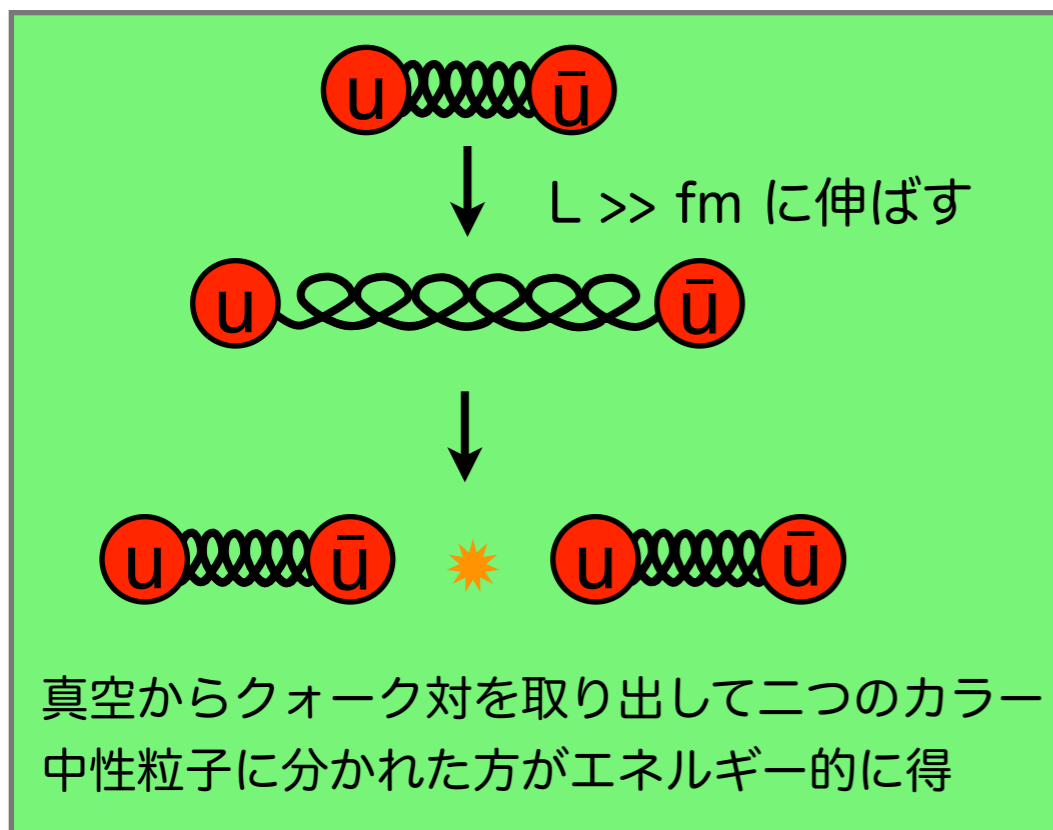 u ū
L >> fm に伸ばす
u ū
u ū u ū
真空からクォーク対を取り出して二つのカラー
中性粒子に分かれた方がエネルギー的に得